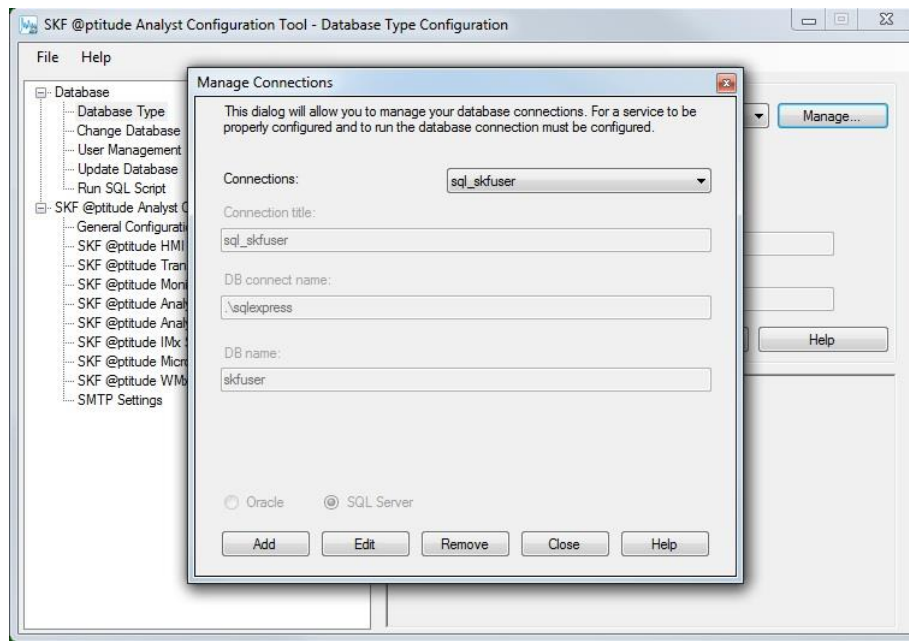 SKF @ptitude Analyst Configuration Tool - Database Type Configuration
File Help
Database
Database Type
Change Database
User Management
Update Database
Run SQL Script
SKF @ptitude Analyst C
General Configurati
SKF @ptitude HMI
SKF @ptitude Tran
SKF @ptitude Moni
SKF @ptitude Analy
SKF @ptitude Analy
SKF @ptitude IMx S
SKF @ptitude Micro
SKF @ptitude WMx
SMTP Settings
Manage...
Help
Manage Connections
This dialog will allow you to manage your database connections. For a service to be
properly configured and to run the database connection must be configured.
Connections: sql_skfuser
Connection title:
sql_skfuser
DB connect name:
.\sqlexpress
DB name:
skfuser
Oracle SQL Server
Add Edit Remove Close Help